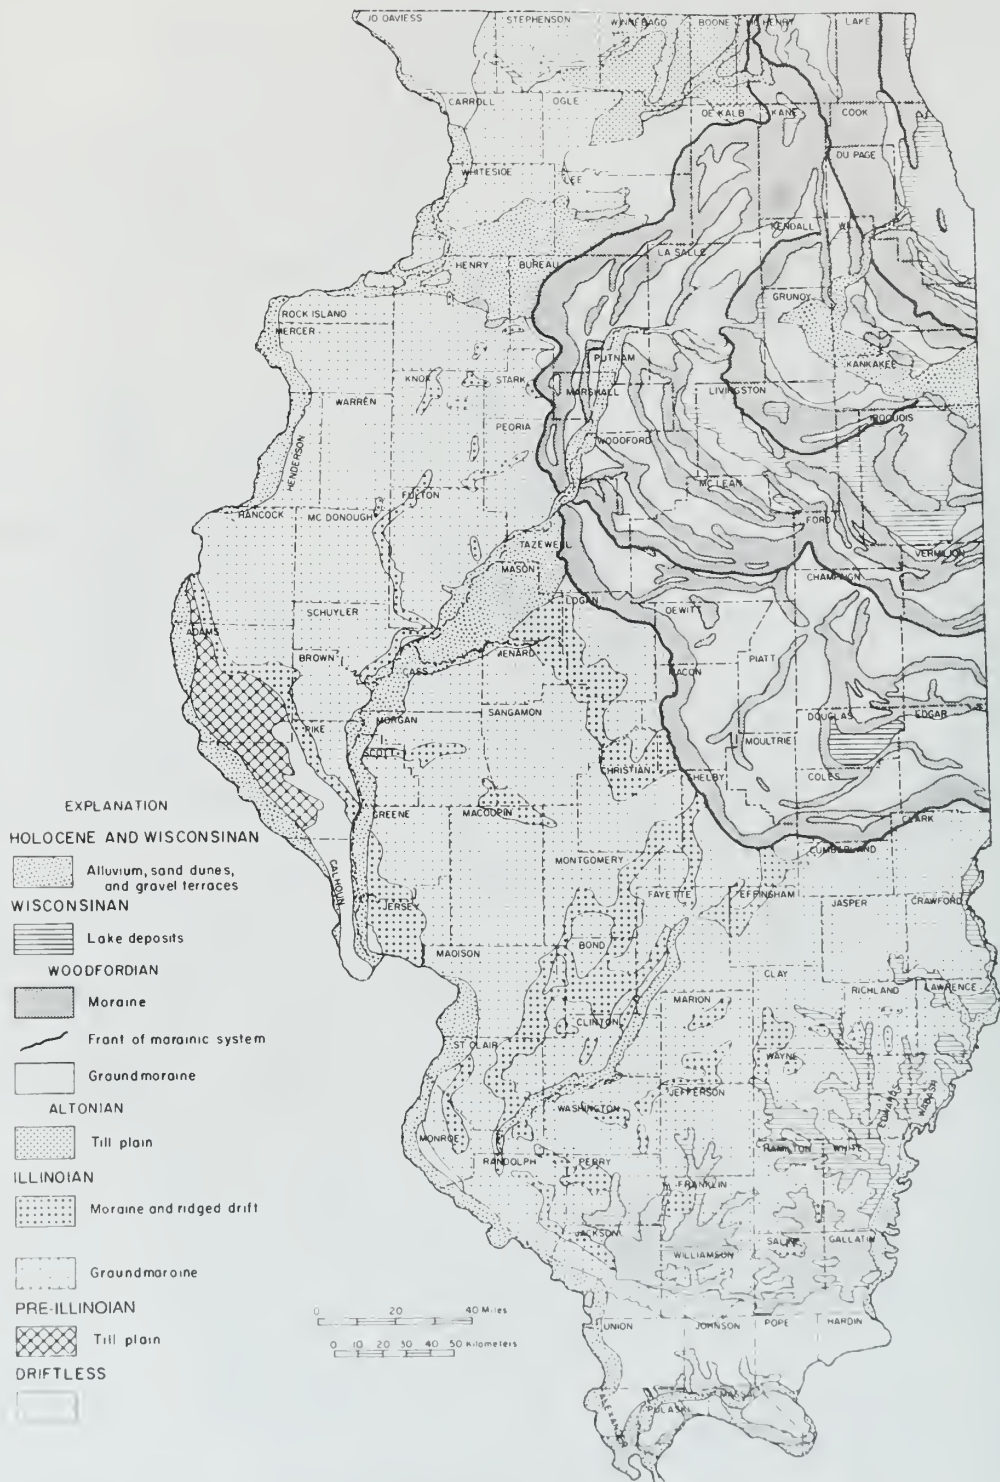 JO DAVIESS
STEPHENSON
WINNEBAGO
BOONE
MCHENRY
LAKE
CARROLL
OGLE
DE KALB
KANE
COOK
DU PAGE
WHITESIDE
LEE
KENDALL
WILL
LA SALLE
HENRY
BUREAU
GRUNDY
ROCK ISLAND
MERCER
PUTNAM
KANKAKEE
KNOX
STARK
MARSHALL
LIVINGSTON
WARREN
PEORIA
IROQUOIS
HENDERSON
WOODFORD
FULTON
MC LEAN
HANCOCK
MC DONOUGH
FORD
TAZEWELL
VERMILION
MASON
CHAMPAIGN
LOGAN
DEWITT
SCHUYLER
ADAMS
MENARD
BROWN
PIATT
CASS
MACON
SANGAMON
DOUGLAS
EDGAR
MORGAN
PIKE
MOULTRIE
SCOTT
CHRISTIAN
SHELBY
COLES
GREENE
MACOUPIN
CLARK
CUMBERLAND
MONTGOMERY
CALHOUN
FAYETTE
EFFINGHAM
JASPER
CRAWFORD
JERSEY
BOND
MADISON
CLAY
RICHLAND
LAWRENCE
MARION
CLINTON
ST CLAIR
WAYNE
EDWARDS
WABASH
JEFFERSON
WASHINGTON
MONROE
HAMILTON
WHITE
RANDOLPH
PERRY
FRANKLIN
JACKSON
SALINE
GALLATIN
WILLIAMSON
UNION
JOHNSON
POPE
HARDIN
ALEXANDER
PULASKI
EXPLANATION
HOLOCENE AND WISCONSINAN
Alluvium, sand dunes,
and gravel terraces
WISCONSINAN
Lake deposits
WOODFORDIAN
Moraine
Front of morainic system
Groundmoraine
ALTONIAN
Till plain
ILLINOIAN
Moraine and ridged drift
Groundmoraine
PRE-ILLINOIAN
Till plain
DRIFTLESS
0 20 40 Miles
0 10 20 30 40 50 Kilometers